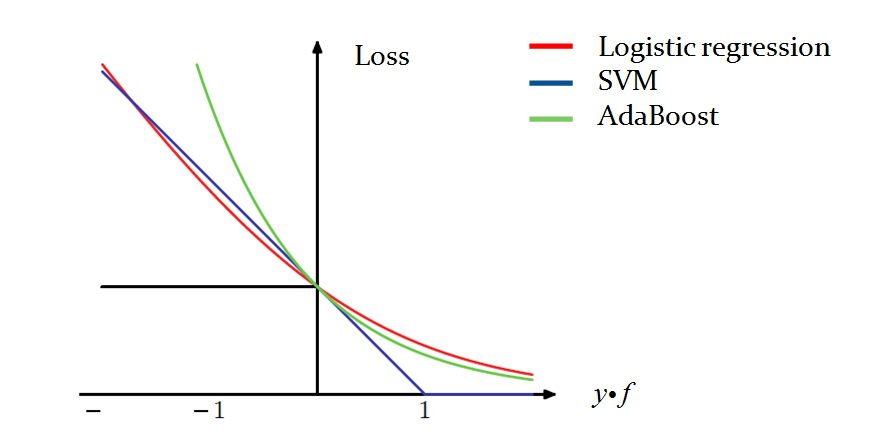 Loss
Logistic regression
SVM
AdaBoost
y•f
− −1 1